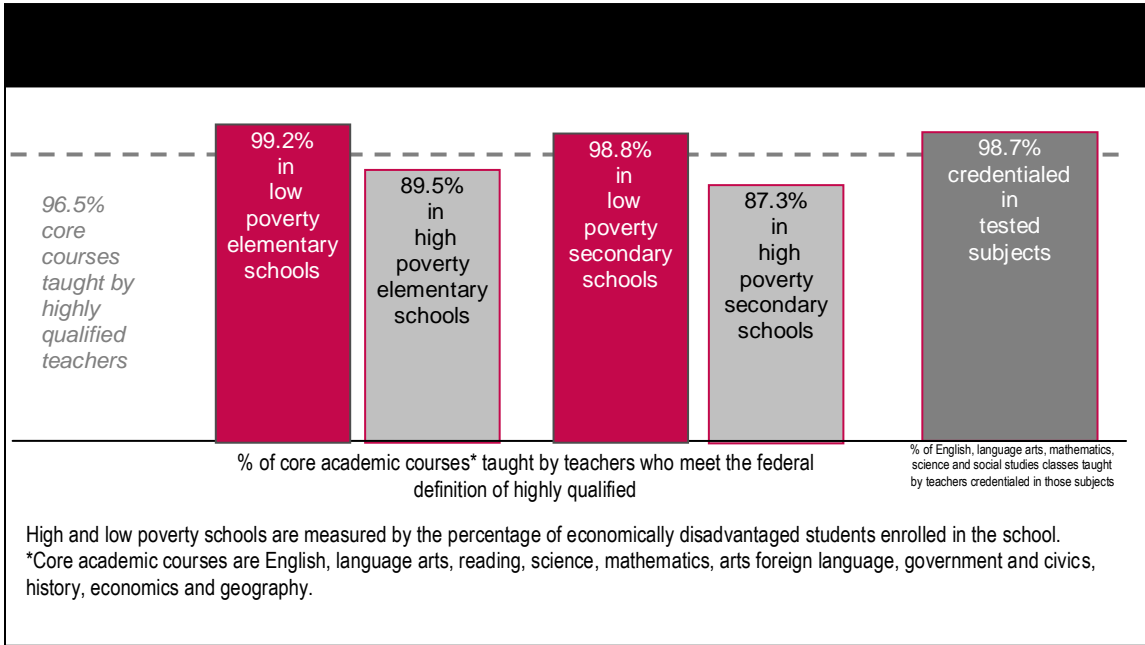 96.5%
core
courses
taught by
highly
qualified
teachers
99.2%
in
low
poverty
elementary
schools
89.5%
in
high
poverty
elementary
schools
98.8%
in
low
poverty
secondary
schools
87.3%
in
high
poverty
secondary
schools
98.7%
credentialed
in
tested
subjects
% of core academic courses* taught by teachers who meet the federal
definition of highly qualified
% of English, language arts, mathematics,
science and social studies classes taught
by teachers credentialed in those subjects
High and low poverty schools are measured by the percentage of economically disadvantaged students enrolled in the school.
*Core academic courses are English, language arts, reading, science, mathematics, arts foreign language, government and civics,
history, economics and geography.